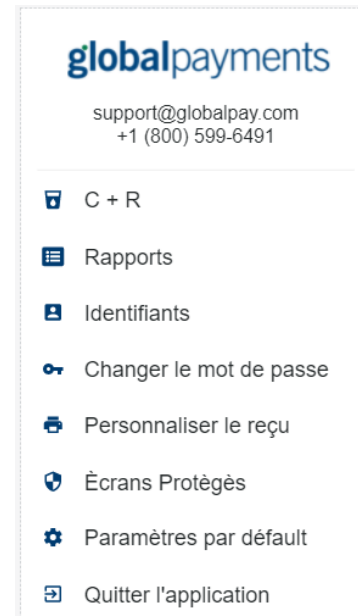 globalpayments
support@globalpay.com
+1 (800) 599-6491
C + R
Rapports
Identifiants
Changer le mot de passe
Personnaliser le reçu
Ècrans Protègès
Paramètres par défault
Quitter l'application